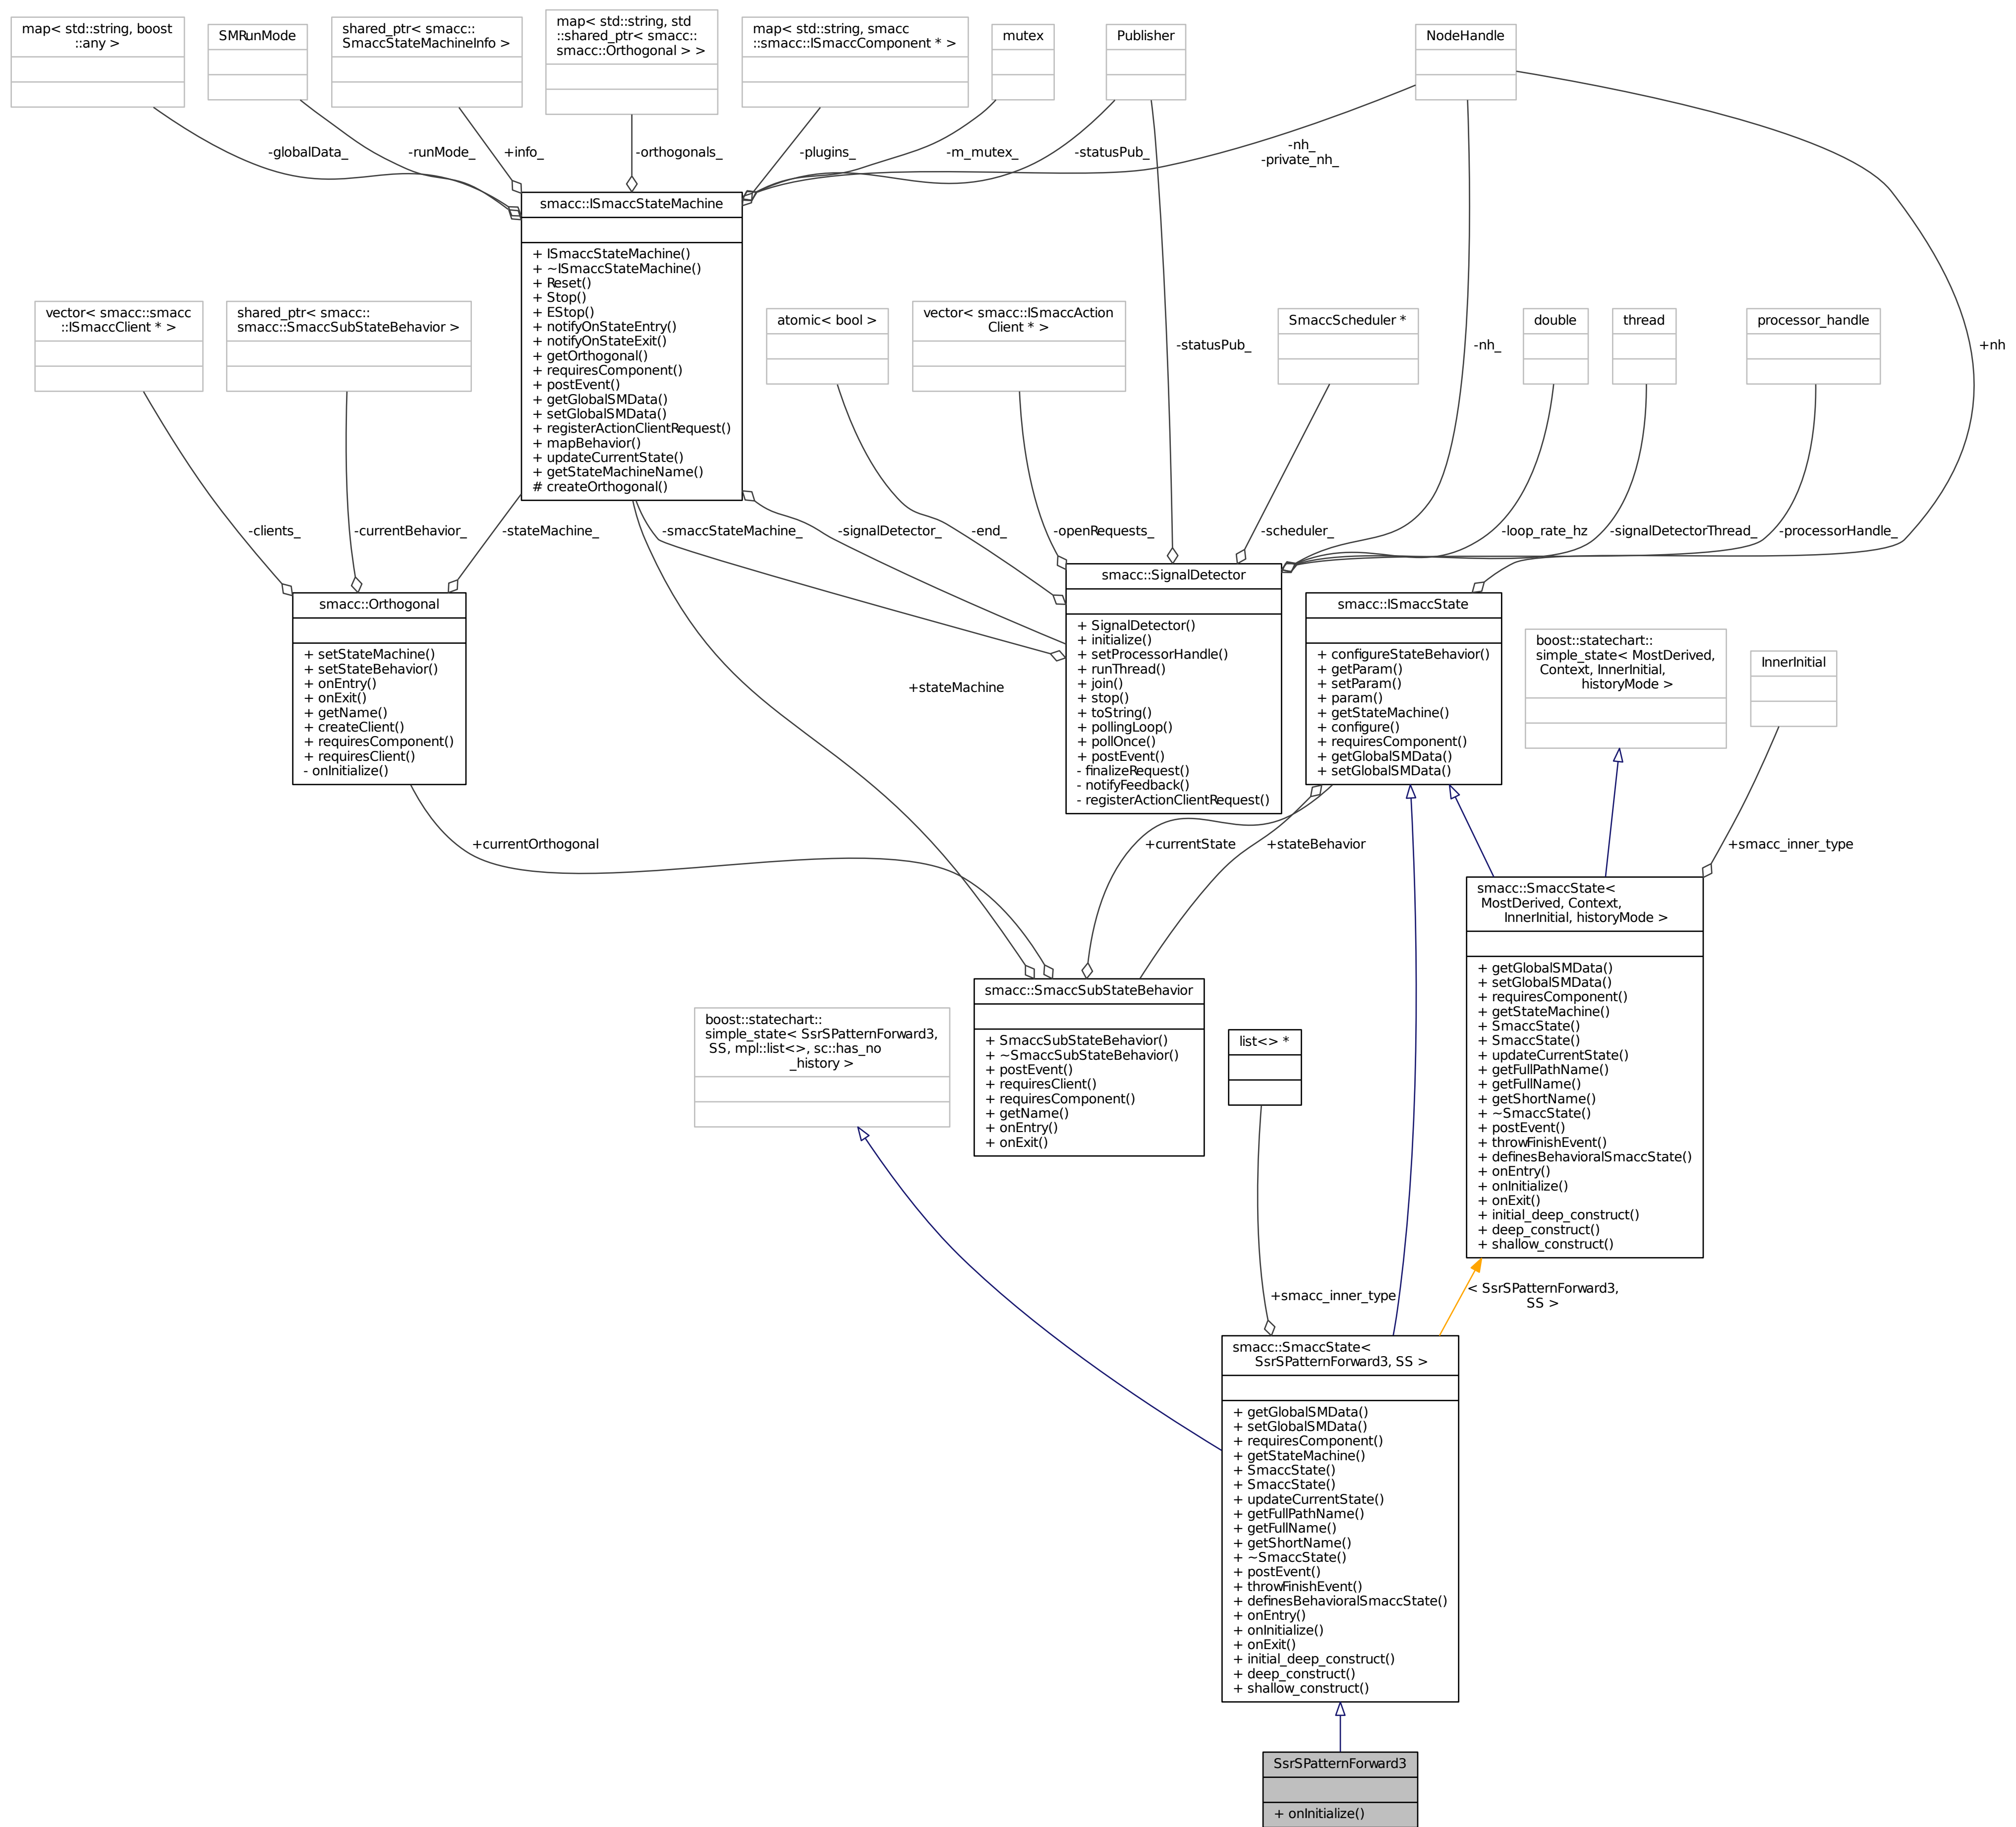 map< std::string, boost
::any >
SMRunMode
shared_ptr< smacc::
SmaccStateMachineInfo >
map< std::string, std
::shared_ptr< smacc::
smacc::Orthogonal > >
map< std::string, smacc
::smacc::ISmaccComponent * >
mutex
Publisher
NodeHandle
-globalData_
-runMode_
+info_
-orthogonals_
-plugins_
-m_mutex_
-statusPub_
-nh_
-private_nh_
smacc::ISmaccStateMachine
+ ISmaccStateMachine()
+ ~ISmaccStateMachine()
+ Reset()
+ Stop()
+ EStop()
+ notifyOnStateEntry()
+ notifyOnStateExit()
+ getOrthogonal()
+ requiresComponent()
+ postEvent()
+ getGlobalSMData()
+ setGlobalSMData()
+ registerActionClientRequest()
+ mapBehavior()
+ updateCurrentState()
+ getStateMachineName()
# createOrthogonal()
vector< smacc::smacc
::ISmaccClient * >
shared_ptr< smacc::
smacc::SmaccSubStateBehavior >
atomic< bool >
vector< smacc::ISmaccAction
Client * >
-statusPub_
SmaccScheduler *
-nh_
double
thread
processor_handle
+nh
-clients_
-currentBehavior_
-stateMachine_
-smaccStateMachine_
-signalDetector_
-end_
-openRequests_
-scheduler_
-loop_rate_hz
-signalDetectorThread_
-processorHandle_
smacc::Orthogonal
+ setStateMachine()
+ setStateBehavior()
+ onEntry()
+ onExit()
+ getName()
+ createClient()
+ requiresComponent()
+ requiresClient()
- onInitialize()
smacc::SignalDetector
+ SignalDetector()
+ initialize()
+ setProcessorHandle()
+ runThread()
+ join()
+ stop()
+ toString()
+ pollingLoop()
+ pollOnce()
+ postEvent()
- finalizeRequest()
- notifyFeedback()
- registerActionClientRequest()
smacc::ISmaccState
+ configureStateBehavior()
+ getParam()
+ setParam()
+ param()
+ getStateMachine()
+ configure()
+ requiresComponent()
+ getGlobalSMData()
+ setGlobalSMData()
boost::statechart::
simple_state< MostDerived,
Context, InnerInitial,
historyMode >
InnerInitial
+stateMachine
+currentOrthogonal
+currentState
+stateBehavior
+smacc_inner_type
smacc::SmaccState<
MostDerived, Context,
InnerInitial, historyMode >
+ getGlobalSMData()
+ setGlobalSMData()
+ requiresComponent()
+ getStateMachine()
+ SmaccState()
+ SmaccState()
+ updateCurrentState()
+ getFullPathName()
+ getFullName()
+ getShortName()
+ ~SmaccState()
+ postEvent()
+ throwFinishEvent()
+ definesBehavioralSmaccState()
+ onEntry()
+ onInitialize()
+ onExit()
+ initial_deep_construct()
+ deep_construct()
+ shallow_construct()
smacc::SmaccSubStateBehavior
+ SmaccSubStateBehavior()
+ ~SmaccSubStateBehavior()
+ postEvent()
+ requiresClient()
+ requiresComponent()
+ getName()
+ onEntry()
+ onExit()
boost::statechart::
simple_state< SsrSPatternForward3,
SS, mpl::list<>, sc::has_no
_history >
list<> *
+smacc_inner_type
< SsrSPatternForward3,
SS >
smacc::SmaccState<
SsrSPatternForward3, SS >
+ getGlobalSMData()
+ setGlobalSMData()
+ requiresComponent()
+ getStateMachine()
+ SmaccState()
+ SmaccState()
+ updateCurrentState()
+ getFullPathName()
+ getFullName()
+ getShortName()
+ ~SmaccState()
+ postEvent()
+ throwFinishEvent()
+ definesBehavioralSmaccState()
+ onEntry()
+ onInitialize()
+ onExit()
+ initial_deep_construct()
+ deep_construct()
+ shallow_construct()
SsrSPatternForward3
+ onInitialize()